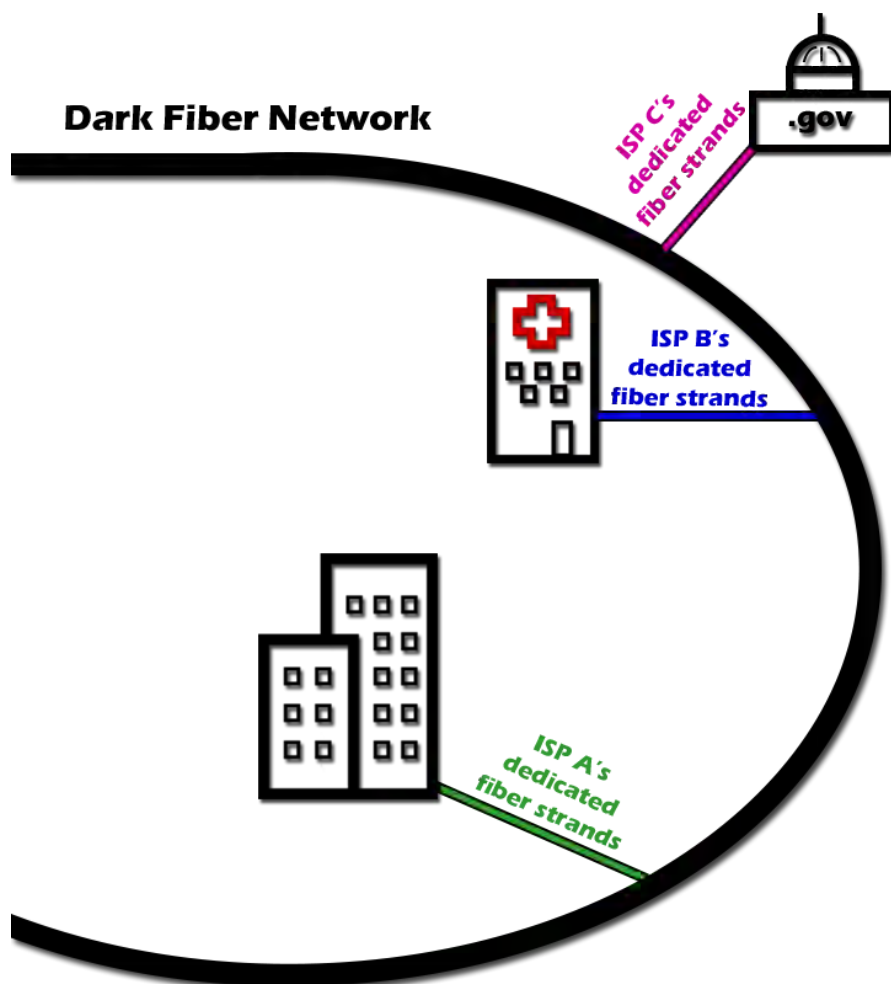 Dark Fiber Network
.gov
ISP C's
dedicated
fiber strands
ISP B's
dedicated
fiber strands
ISP A's
dedicated
fiber strands